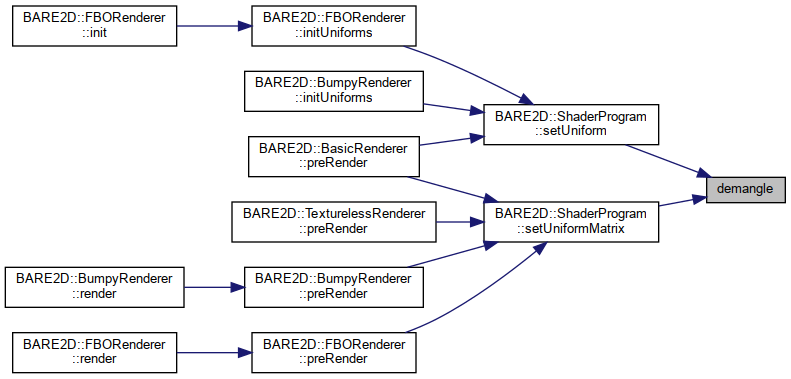 BARE2D::FBORenderer
::init
BARE2D::FBORenderer
::initUniforms
BARE2D::BumpyRenderer
::initUniforms
BARE2D::ShaderProgram
::setUniform
BARE2D::BasicRenderer
::preRender
demangle
BARE2D::TexturelessRenderer
::preRender
BARE2D::ShaderProgram
::setUniformMatrix
BARE2D::BumpyRenderer
::render
BARE2D::BumpyRenderer
::preRender
BARE2D::FBORenderer
::render
BARE2D::FBORenderer
::preRender